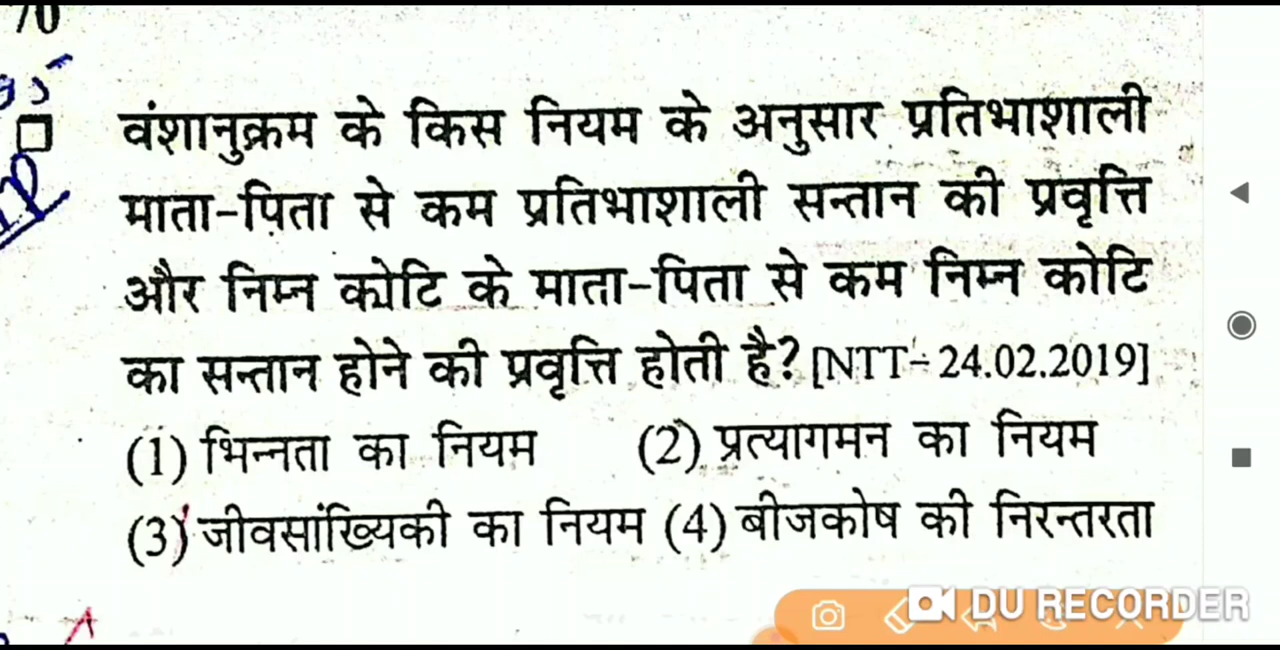 70
वंशानुक्रम के किस नियम के अनुसार प्रतिभाशाली
माता-पिता से कम प्रतिभाशाली सन्तान की प्रवृत्ति
और निम्न कोटि के माता-पिता से कम निम्न कोटि
का सन्तान होने की प्रवृत्ति होती है? [NTT-24.02.2019]
(1) भिन्नता का नियम (2) प्रत्यागमन का नियम
(3) जीवसांख्यिकी का नियम (4) बीजकोष की निरन्तरता
DU RECORDER